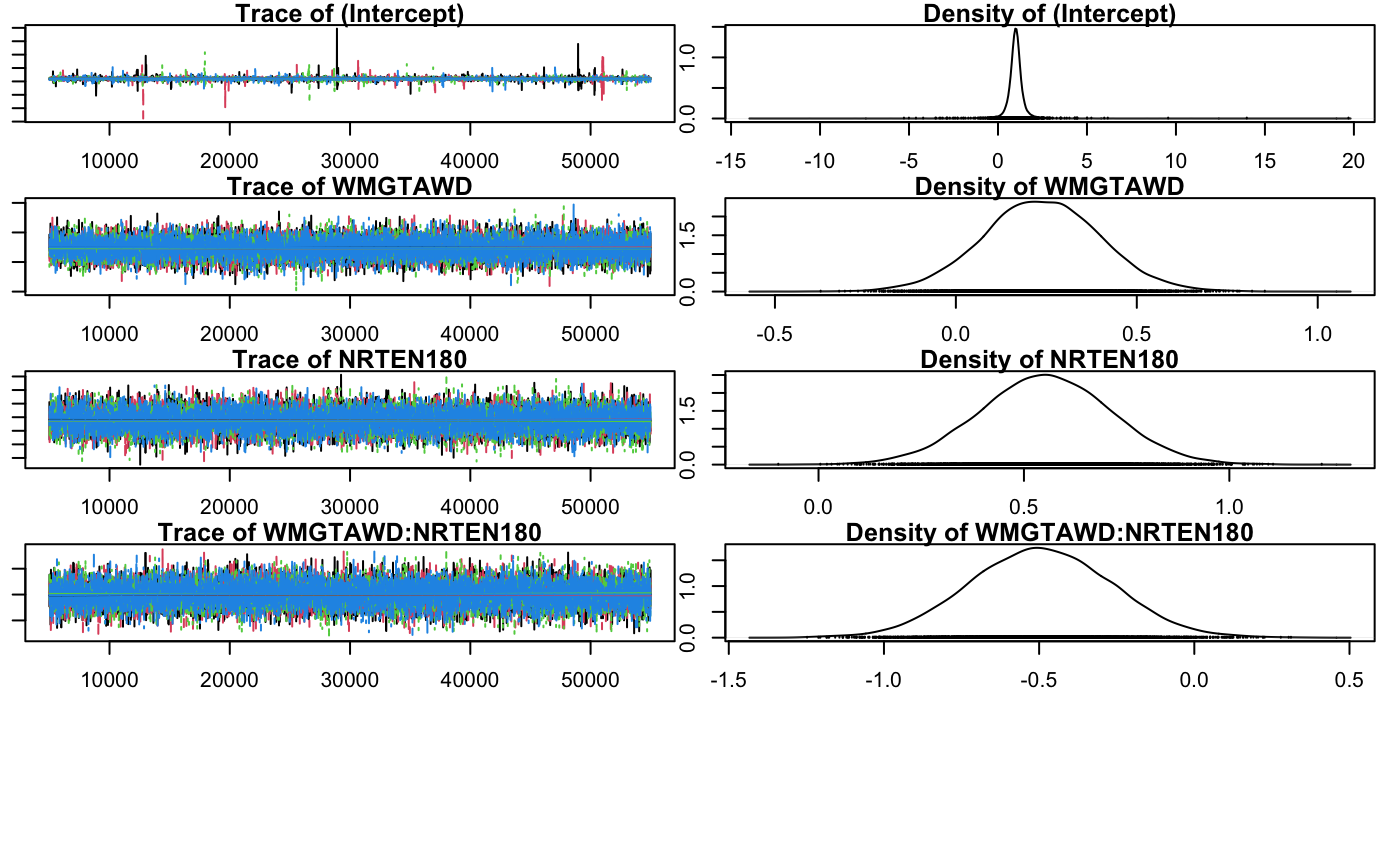 Trace of (Intercept)
10000 20000 30000 40000 50000
Density of (Intercept)
0.0 1.0
-15 -10 -5 0 5 10 15 20
Trace of WMGTAWD
10000 20000 30000 40000 50000
Density of WMGTAWD
0.0 1.5
-0.5 0.0 0.5 1.0
Trace of NRTEN180
10000 20000 30000 40000 50000
Density of NRTEN180
0.0 1.5
0.0 0.5 1.0
Trace of WMGTAWD:NRTEN180
10000 20000 30000 40000 50000
Density of WMGTAWD:NRTEN180
0.0 1.0
-1.5 -1.0 -0.5 0.0 0.5